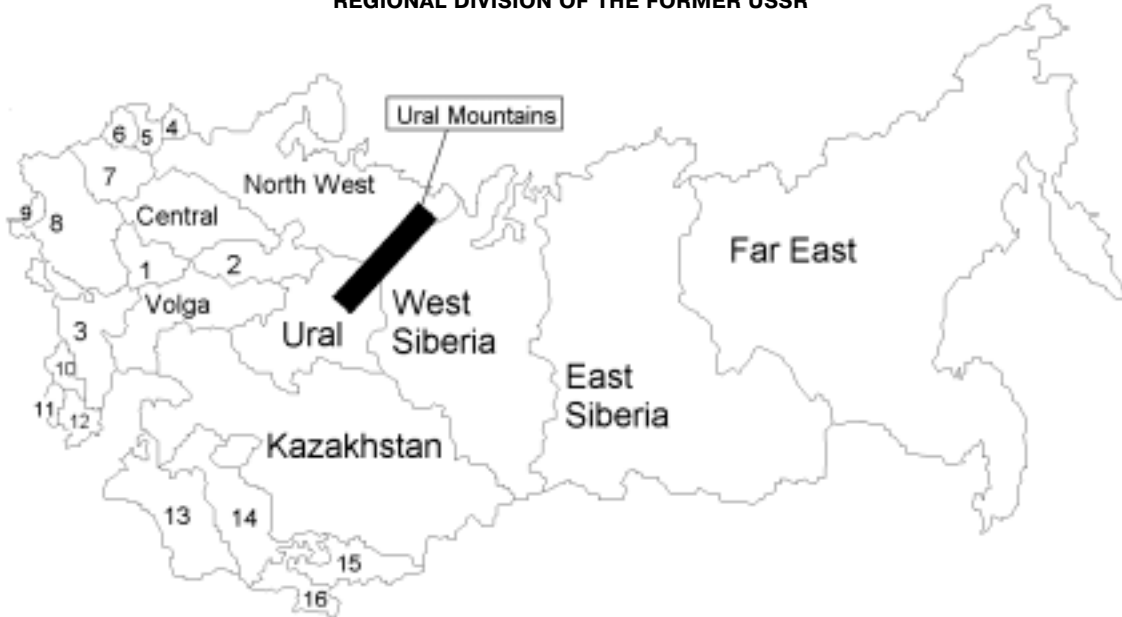 REGIONAL DIVISION OF THE FORMER USSR
Ural Mountains
6
5
4
7
North West
9
8
Central
1
2
Far East
Volga
West
Siberia
3
Ural
10
East
Siberia
11
12
Kazakhstan
13
14
15
16